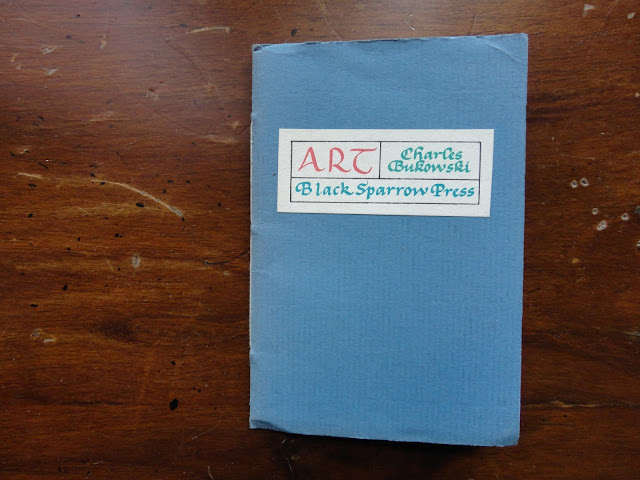 ART
Charles
Bukowski
Black Sparrow Press